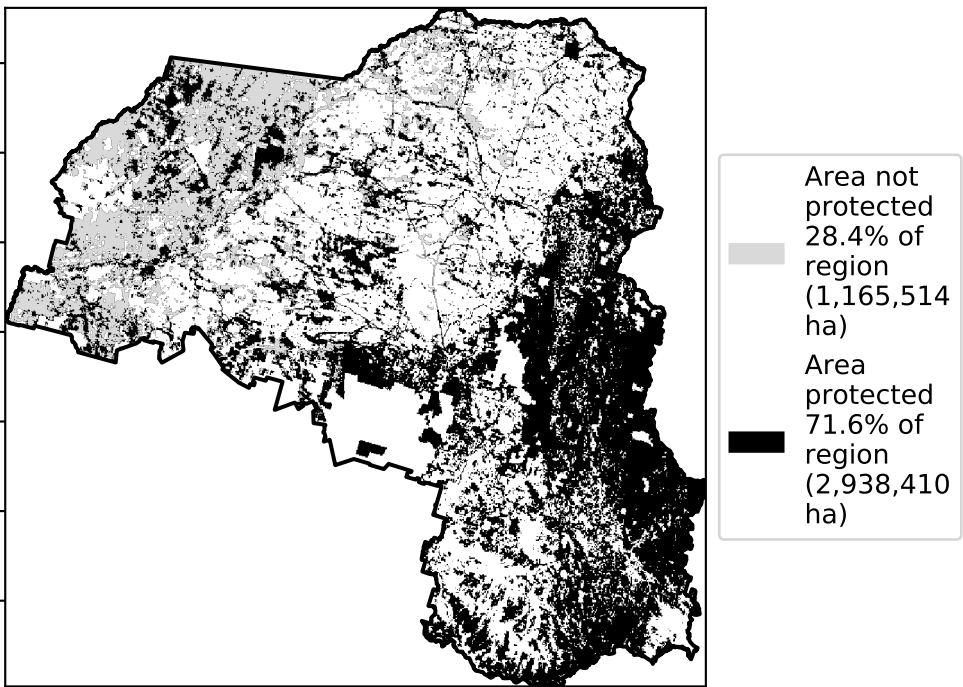 Area not
protected
28.4% of
region
(1,165,514
ha)
Area
protected
71.6% of
region
(2,938,410
ha)